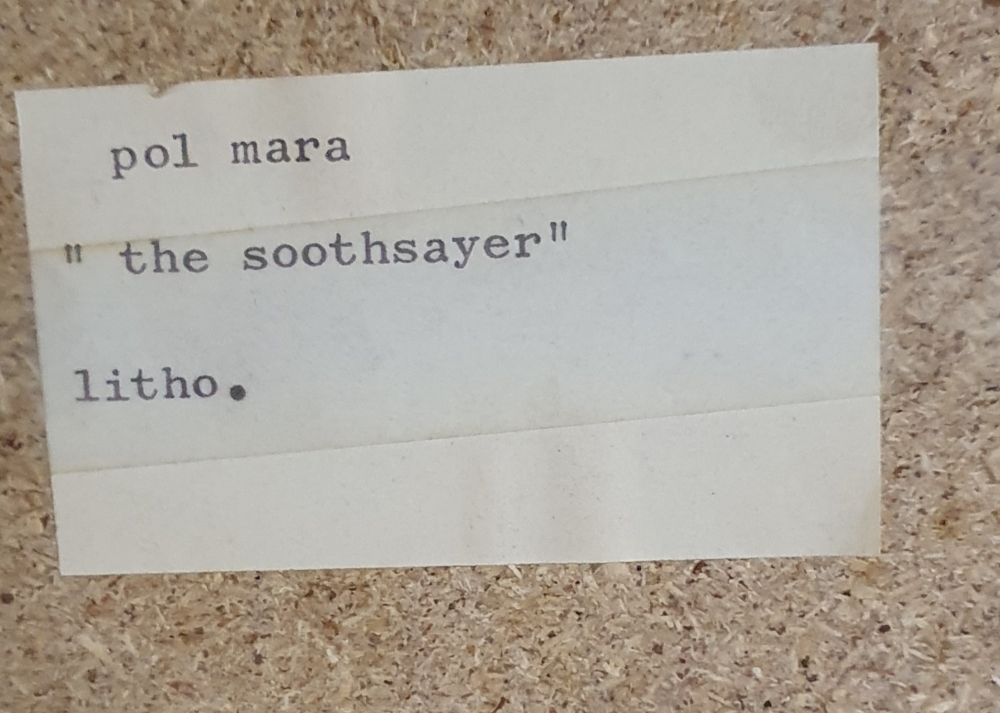 pol mara
" the soothsayer"
litho.